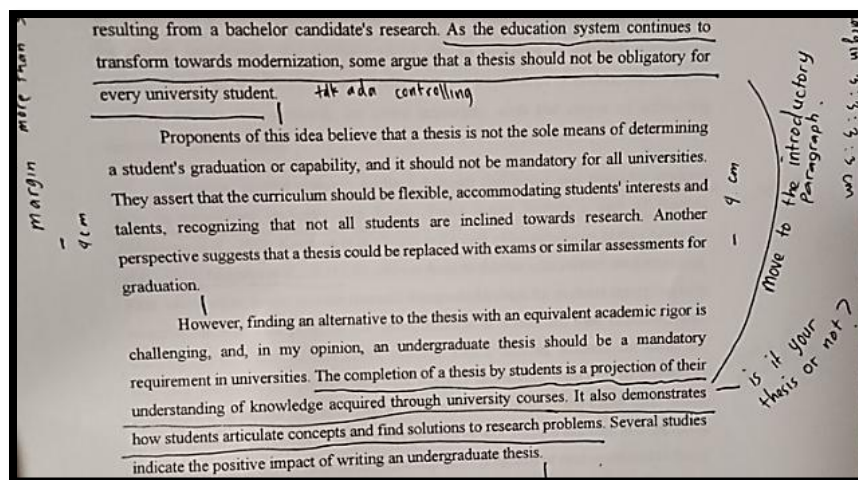 resulting from a bachelor candidate's research. As the education system continues to
transform towards modernization, some argue that a thesis should not be obligatory for
every university student. tdk ada controlling
Proponents of this idea believe that a thesis is not the sole means of determining
a student's graduation or capability, and it should not be mandatory for all universities.
They assert that the curriculum should be flexible, accommodating students' interests and
talents, recognizing that not all students are inclined towards research. Another
perspective suggests that a thesis could be replaced with exams or similar assessments for
graduation.
However, finding an alternative to the thesis with an equivalent academic rigor is
challenging, and, in my opinion, an undergraduate thesis should be a mandatory
requirement in universities. The completion of a thesis by students is a projection of their
understanding of knowledge acquired through university courses. It also demonstrates
how students articulate concepts and find solutions to research problems. Several studies
indicate the positive impact of writing an undergraduate thesis.
margin more than
move to the introductory
paragraph.
is it your
thesis or not?